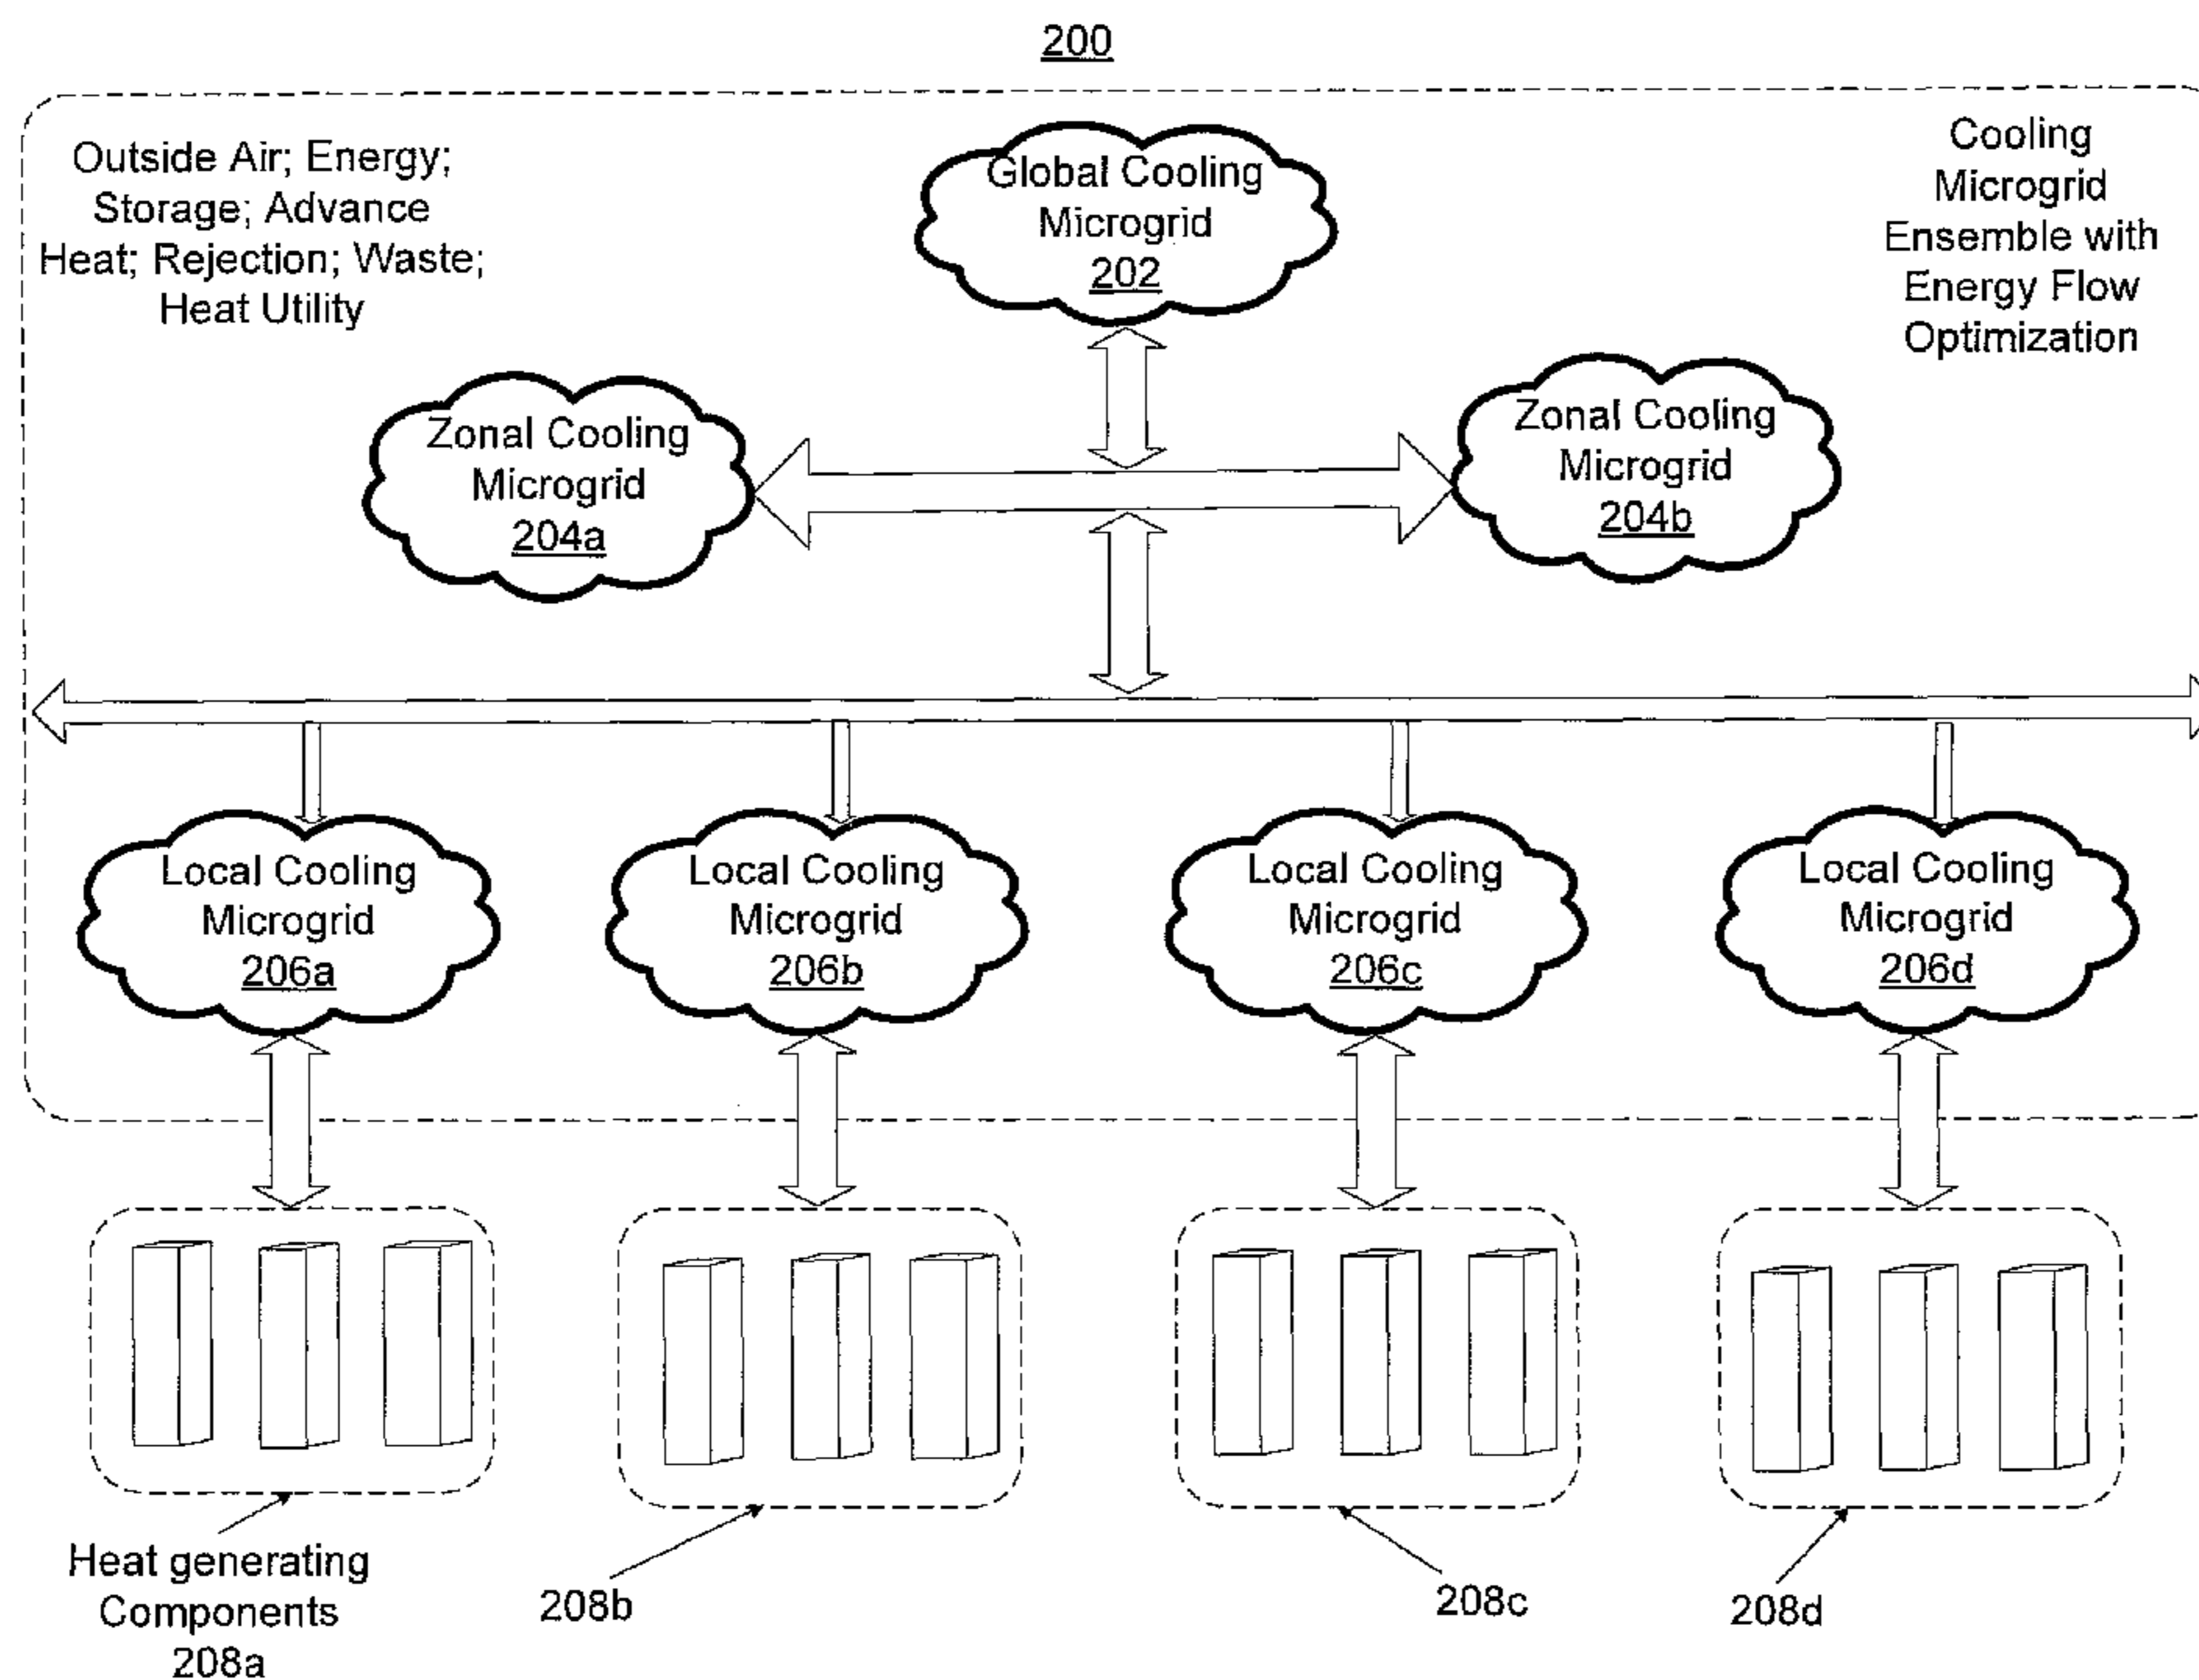 200
Outside Air; Energy;
Storage; Advance
Heat; Rejection; Waste;
Heat Utility
Global Cooling
Microgrid
202
Cooling
Microgrid
Ensemble with
Energy Flow
Optimization
Zonal Cooling
Microgrid
204a
Zonal Cooling
Microgrid
204b
Local Cooling
Microgrid
206a
Local Cooling
Microgrid
206b
Local Cooling
Microgrid
206c
Local Cooling
Microgrid
206d
Heat generating
Components
208a
208b
208c
208d